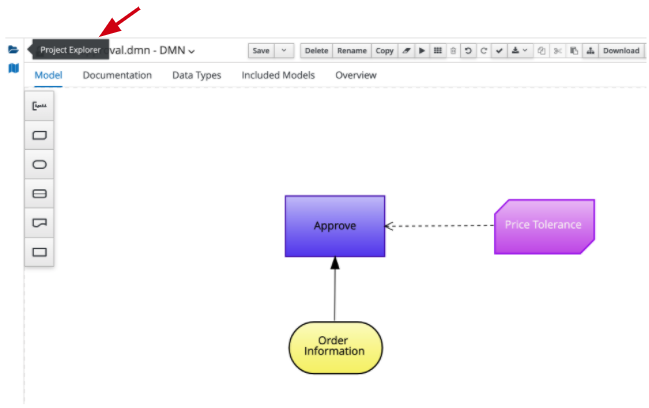 Project Explorer
val.dmn - DMN
Save
Delete
Rename
Copy
Download
Model
Documentation
Data Types
Included Models
Overview
Approve
Price Tolerance
Order
Information